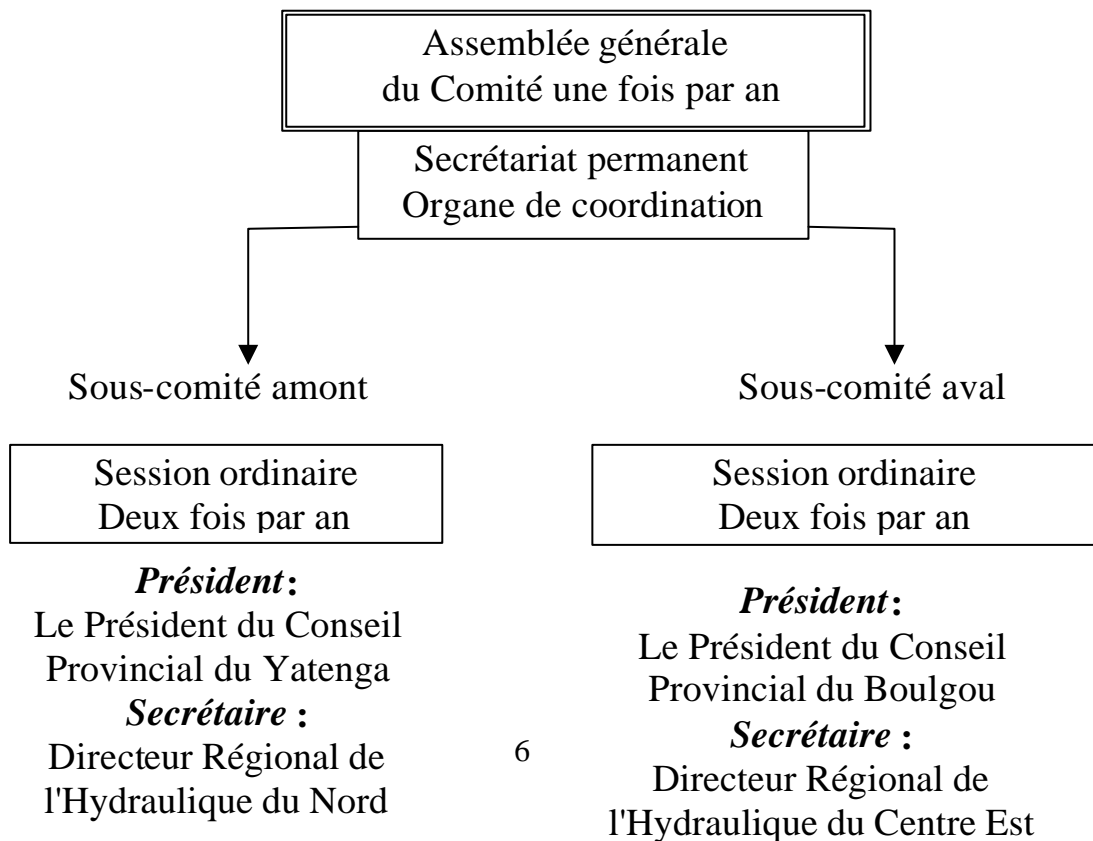 Assemblée générale
du Comité une fois par an
Secrétariat permanent
Organe de coordination
Sous-comité amont
Session ordinaire
Deux fois par an
Président :
Le Président du Conseil
Provincial du Yatenga
Secrétaire :
Directeur Régional de
l'Hydraulique du Nord
Sous-comité aval
Session ordinaire
Deux fois par an
Président :
Le Président du Conseil
Provincial du Boulgou
Secrétaire :
Directeur Régional de
l'Hydraulique du Centre Est
6